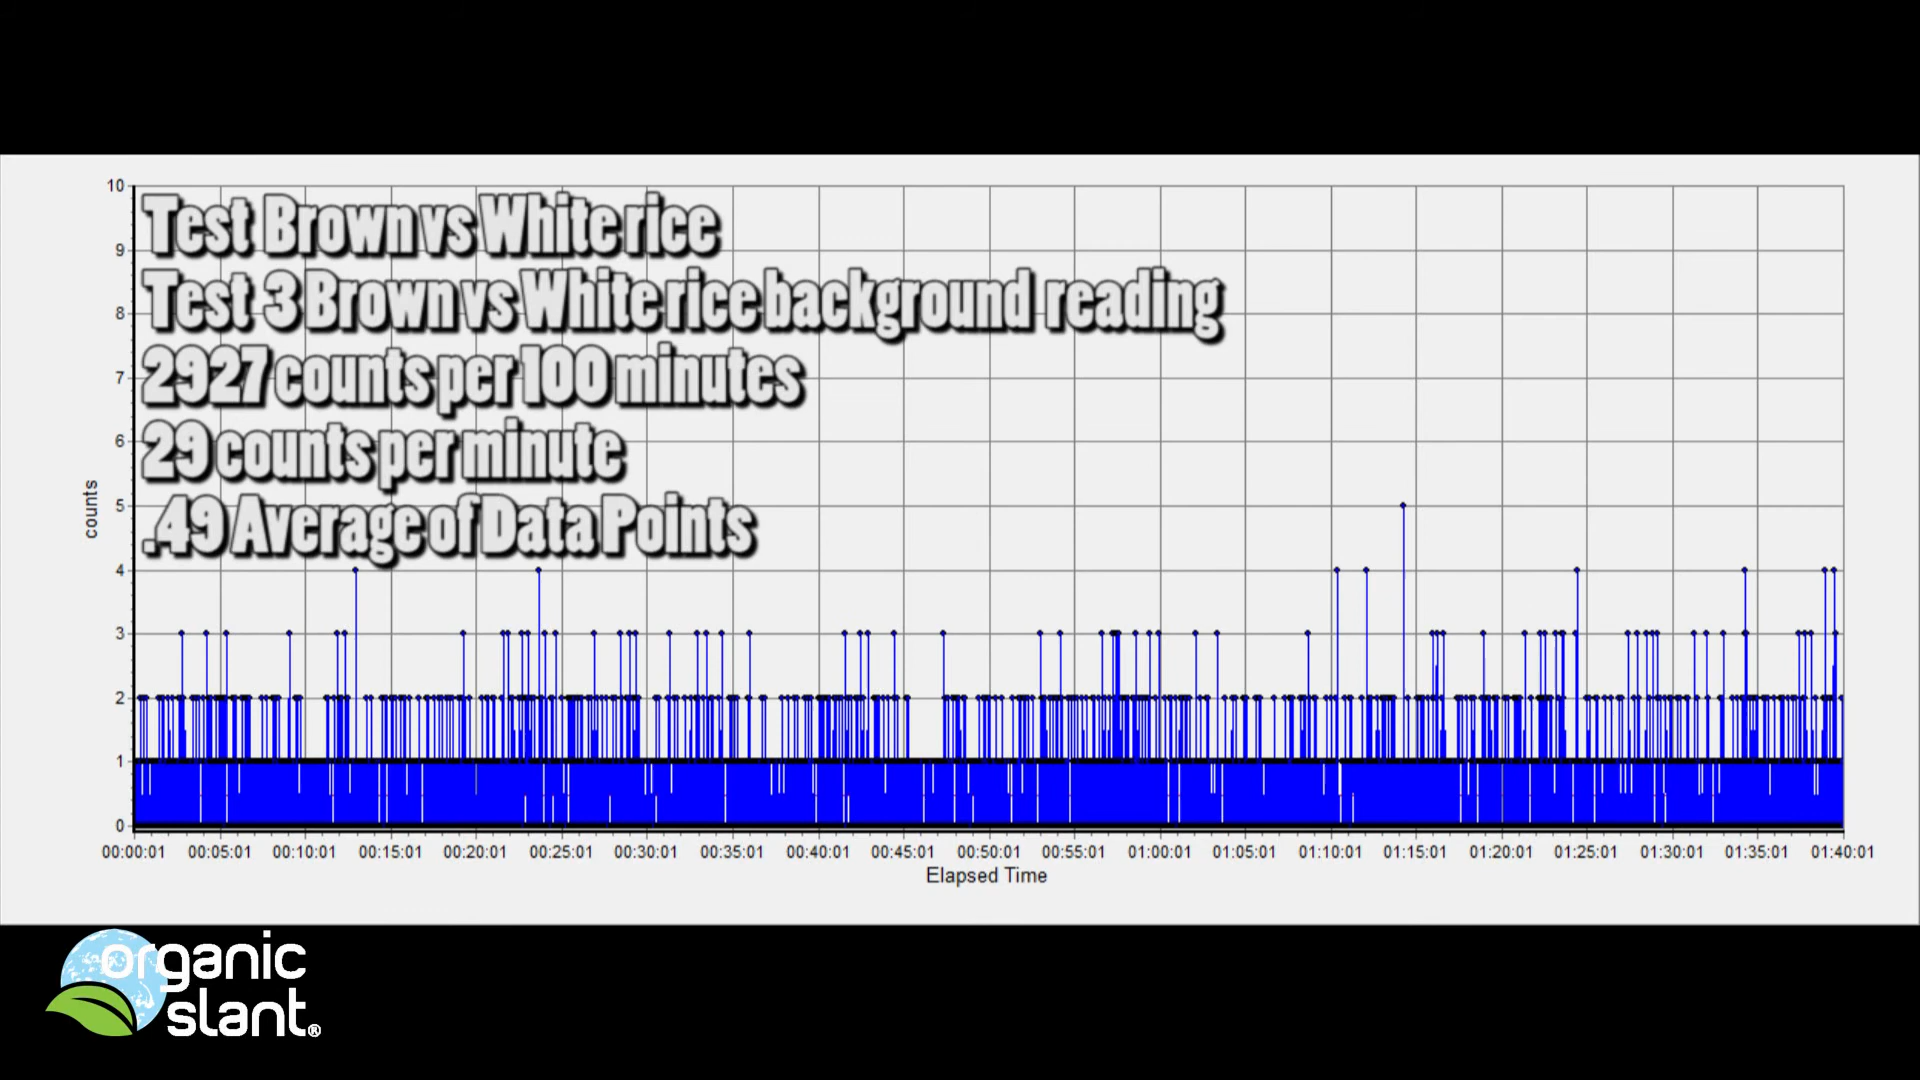 Test Brown vs White rice
Test 3 Brown vs White rice background reading
2927 counts per 100 minutes
29 counts per minute
.49 Average of Data Points
10
9
8
7
6
5
4
3
2
1
0
counts
00:00:01 00:05:01 00:10:01 00:15:01 00:20:01 00:25:01 00:30:01 00:35:01 00:40:01 00:45:01 00:50:01 00:55:01 01:00:01 01:05:01 01:10:01 01:15:01 01:20:01 01:25:01 01:30:01 01:35:01 01:40:01
Elapsed Time
organic
slant®